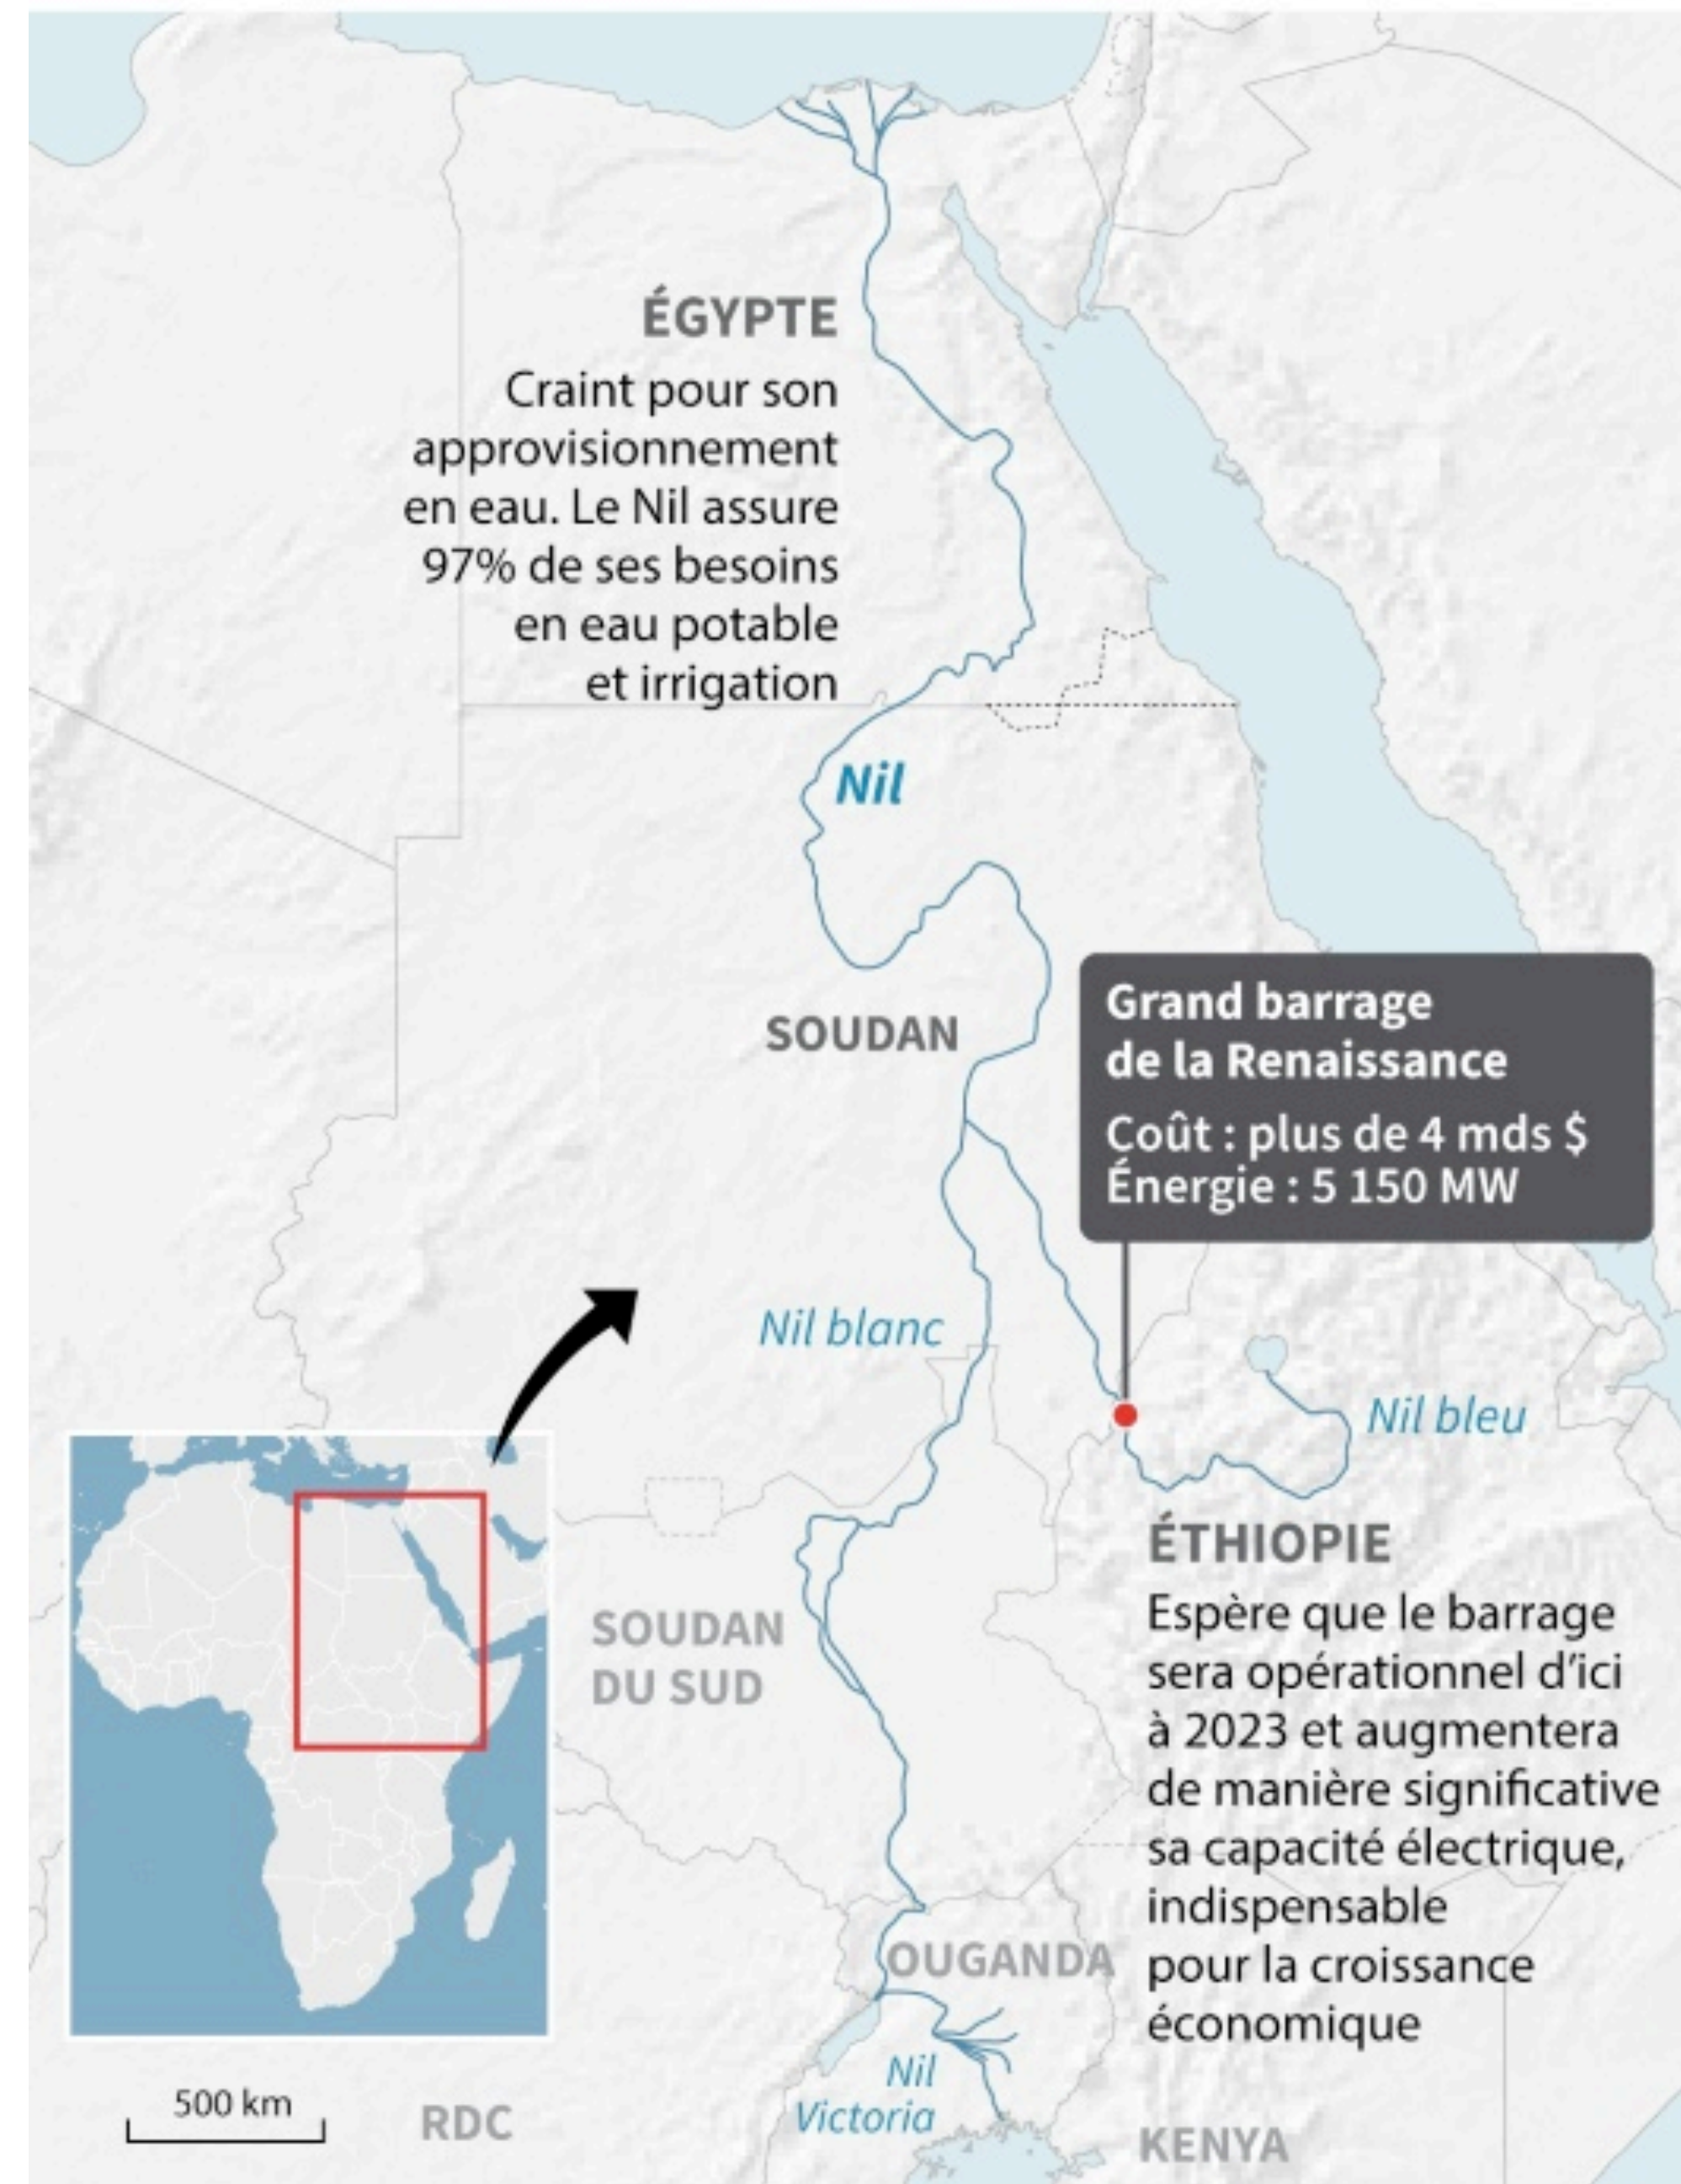 ÉGYPTE
Craint pour son
approvisionnement
en eau. Le Nil assure
97% de ses besoins
en eau potable
et irrigation
Nil
SOUDAN
Grand barrage
de la Renaissance
Coût : plus de 4 mds $
Énergie : 5 150 MW
Nil blanc
Nil bleu
ÉTHIOPIE
Espère que le barrage
sera opérationnel d'ici
à 2023 et augmentera
de manière significative
sa capacité électrique,
indispensable
pour la croissance
économique
SOUDAN
DU SUD
OUGANDA
Nil
Victoria
500 km
RDC
KENYA